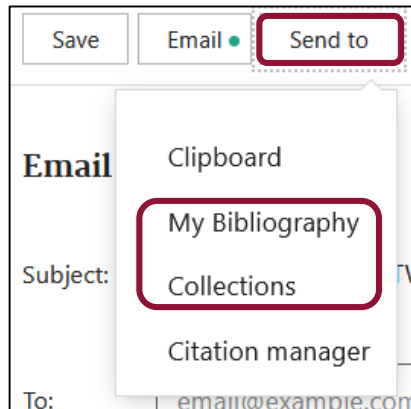 Save Email Send to
Clipboard
Email
My Bibliography
Subject:
Collections
Citation manager
To: email@example.com